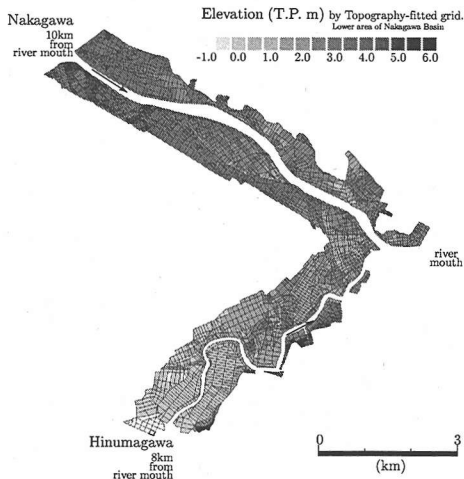 Nakagawa
10km
from
river mouth
Elevation (T.P. m) by Topography-fitted grid.
Lower area of Nakagawa Basin
-1.0 0.0 1.0 2.0 3.0 4.0 5.0 6.0
river
mouth
Hinumagawa
8km
from
river mouth
0 3
(km)